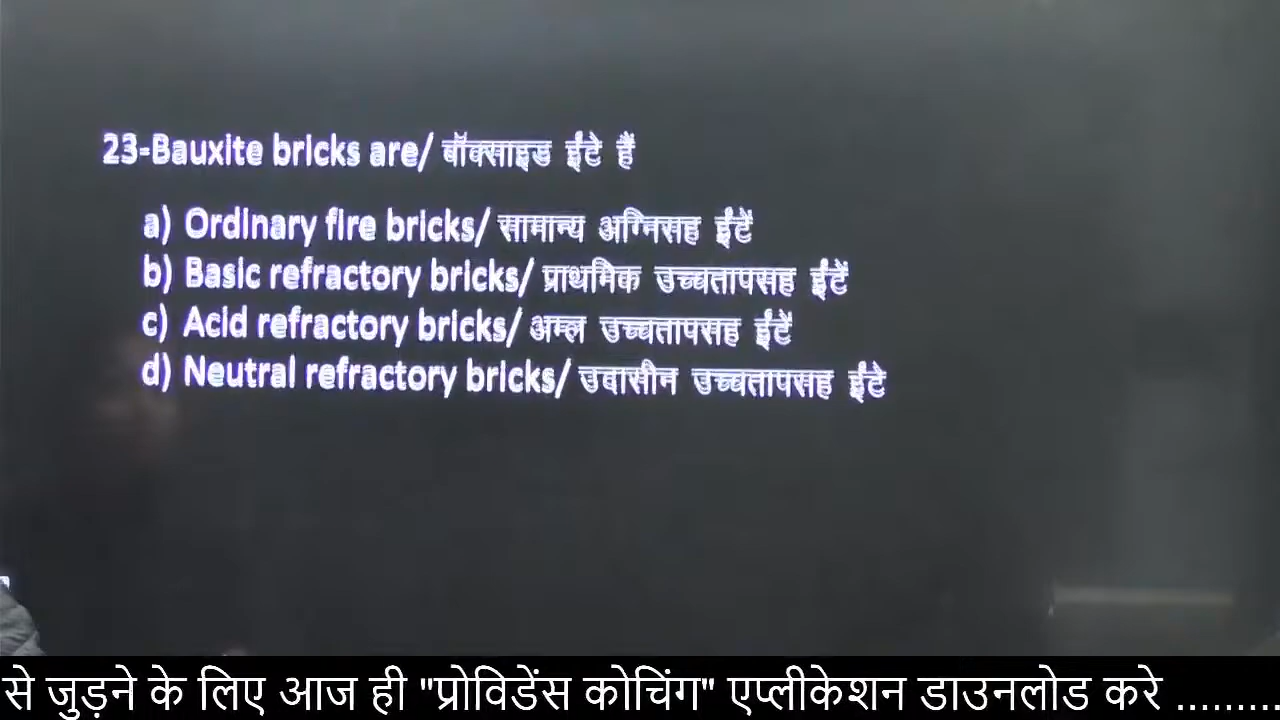 23-Bauxite bricks are/ बॉक्साइड ईंटे हैं
a) Ordinary fire bricks/ सामान्य अग्निसह ईंटें
b) Basic refractory bricks/ प्राथमिक उच्चतापसह ईंटें
c) Acid refractory bricks/ अम्ल उच्चतापसह ईंटें
d) Neutral refractory bricks/ उदासीन उच्चतापसह ईंटे
से जुड़ने के लिए आज ही "प्रोविडेंस कोचिंग" एप्लीकेशन डाउनलोड करे .........